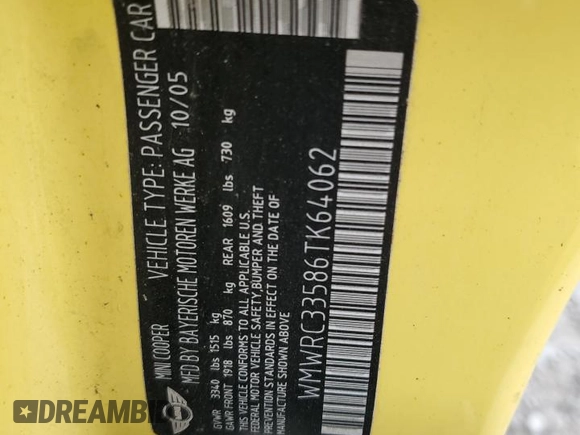 MINI COOPER VEHICLE TYPE: PASSENGER CAR
MFD BY BAYERISCHE MOTOREN WERKE AG 10/05
GVWR 3340 lbs 1515 kg
GAWR FRONT 1918 lbs 870 kg REAR 1609 lbs 730 kg
THIS VEHICLE CONFORMS TO ALL APPLICABLE U.S.
FEDERAL MOTOR VEHICLE SAFETY,BUMPER AND THEFT
PREVENTION STANDARDS IN EFFECT ON THE DATE OF
MANUFACTURE SHOWN ABOVE
WMWRC33586TK64062
DREAMBID